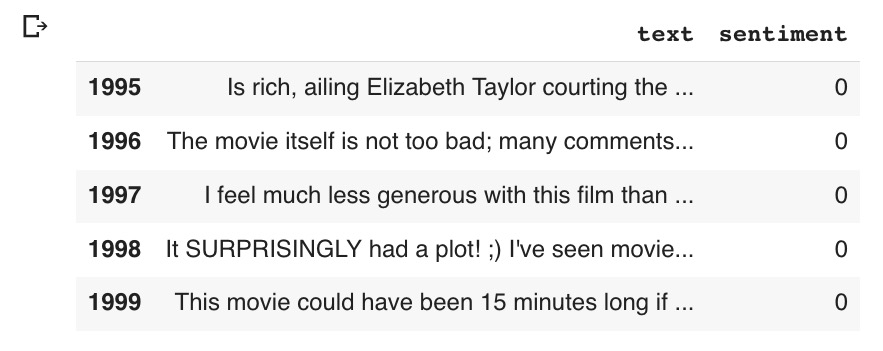 text sentiment
1995 Is rich, ailing Elizabeth Taylor courting the ... 0
1996 The movie itself is not too bad; many comments... 0
1997 I feel much less generous with this film than ... 0
1998 It SURPRISINGLY had a plot! ;) I've seen movie... 0
1999 This movie could have been 15 minutes long if ... 0